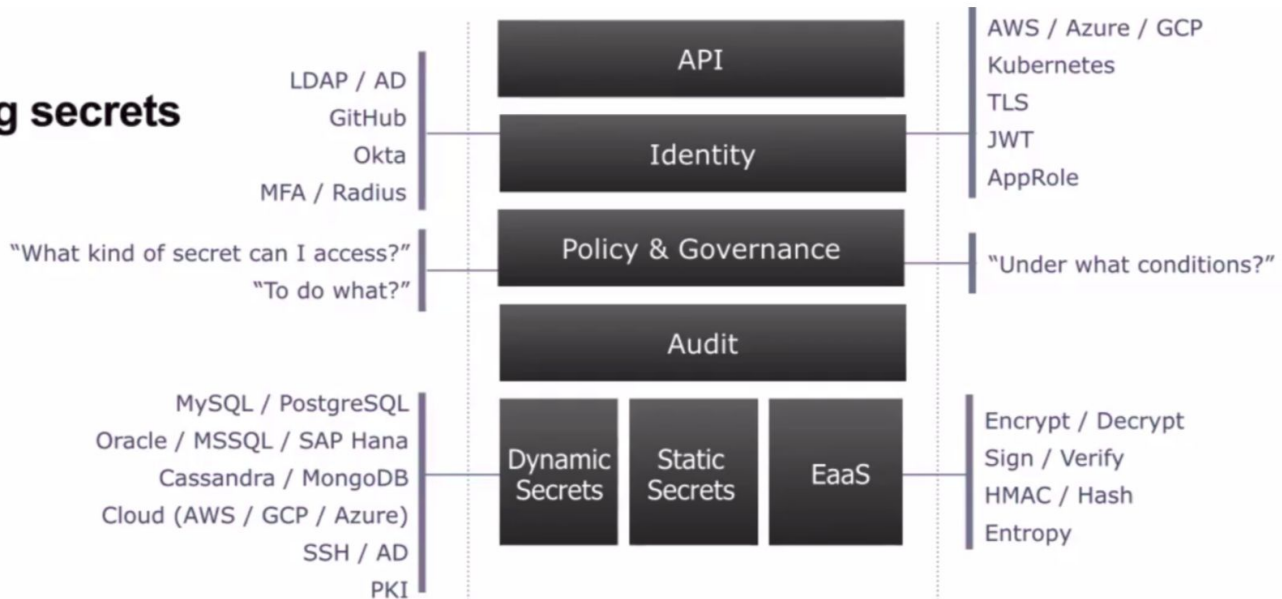 g secrets
LDAP / AD
GitHub
Okta
MFA / Radius
“What kind of secret can I access?”
“To do what?”
MySQL / PostgreSQL
Oracle / MSSQL / SAP Hana
Cassandra / MongoDB
Cloud (AWS / GCP / Azure)
SSH / AD
PKI
API
Identity
Policy & Governance
Audit
Dynamic
Secrets
Static
Secrets
EaaS
AWS / Azure / GCP
Kubernetes
TLS
JWT
AppRole
“Under what conditions?”
Encrypt / Decrypt
Sign / Verify
HMAC / Hash
Entropy